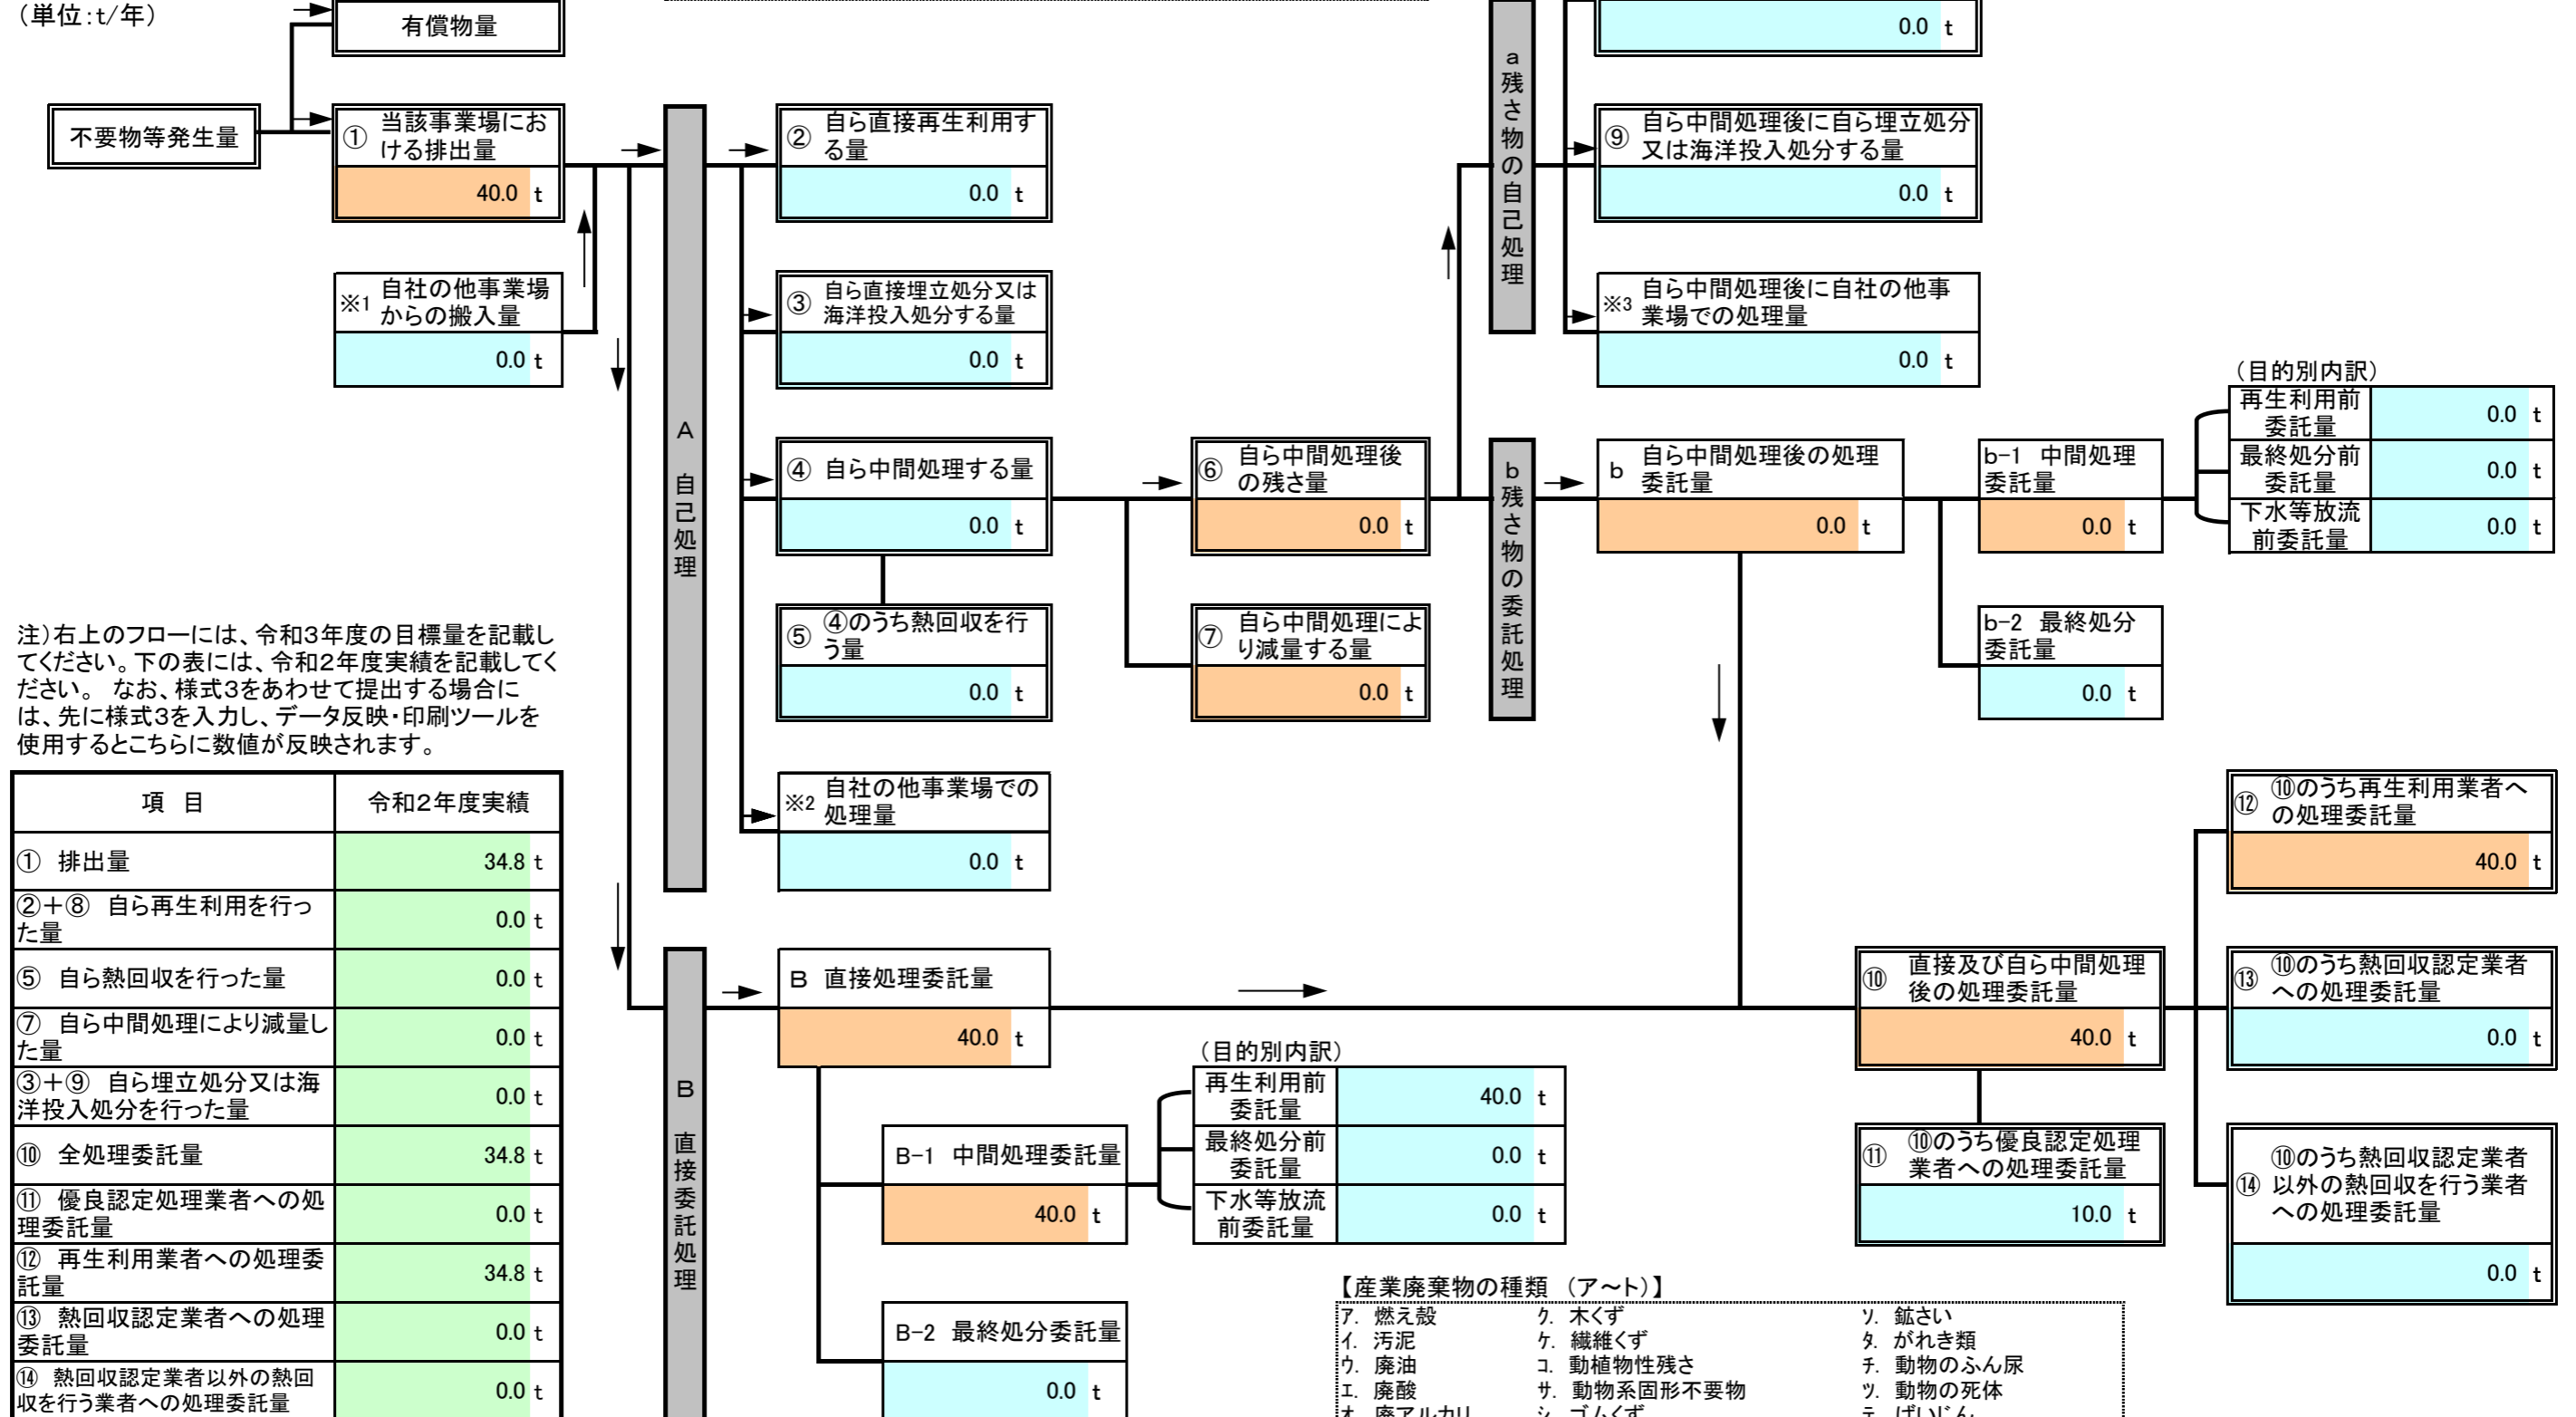 （単位：t/年）
有償物量
0.0 t
不要物等発生量
① 当該事業場にお
ける排出量
40.0 t
※1 自社の他事業場
からの搬入量
0.0 t
A 自己処理
② 自ら直接再生利用す
る量
0.0 t
③ 自ら直接埋立処分又は
海洋投入処分する量
0.0 t
④ 自ら中間処理する量
0.0 t
⑤ ④のうち熱回収を行
う量
0.0 t
※2 自社の他事業場での
処理量
0.0 t
⑥ 自ら中間処理後
の残さ量
0.0 t
⑦ 自ら中間処理によ
り減量する量
0.0 t
a 残さ物の自己処理
⑨ 自ら中間処理後に自ら埋立処分
又は海洋投入処分する量
0.0 t
※3 自ら中間処理後に自社の他事
業場での処理量
0.0 t
b 残さ物の委託処理
b 自ら中間処理後の処理
委託量
0.0 t
b-1 中間処理
委託量
0.0 t
（目的別内訳）
再生利用前
委託量
0.0 t
最終処分前
委託量
0.0 t
下水等放流
前委託量
0.0 t
b-2 最終処分
委託量
0.0 t
注）右上のフローには、令和3年度の目標量を記載し
てください。下の表には、令和2年度実績を記載してく
ださい。 なお、様式3をあわせて提出する場合に
は、先に様式3を入力し、データ反映・印刷ツールを
使用するとこちらに数値が反映されます。
項 目 令和2年度実績
① 排出量 34.8 t
②＋⑧ 自ら再生利用を行っ
た量 0.0 t
⑤ 自ら熱回収を行った量 0.0 t
⑦ 自ら中間処理により減量し
た量 0.0 t
③＋⑨ 自ら埋立処分又は海
洋投入処分を行った量 0.0 t
⑩ 全処理委託量 34.8 t
⑪ 優良認定処理業者への処
理委託量 0.0 t
⑫ 再生利用業者への処理委
託量 34.8 t
⑬ 熱回収認定業者への処理
委託量 0.0 t
⑭ 熱回収認定業者以外の熱回
収を行う業者への処理委託量 0.0 t
B 直接委託処理
B 直接処理委託量
40.0 t
B-1 中間処理委託量
40.0 t
（目的別内訳）
再生利用前
委託量
40.0 t
最終処分前
委託量
0.0 t
下水等放流
前委託量
0.0 t
B-2 最終処分委託量
0.0 t
⑩ 直接及び自ら中間処理
後の処理委託量
40.0 t
⑪ ⑩のうち優良認定処理
業者への処理委託量
10.0 t
⑫ ⑩のうち再生利用業者へ
の処理委託量
40.0 t
⑬ ⑩のうち熱回収認定業者
への処理委託量
0.0 t
⑭ ⑩のうち熱回収認定業者
以外の熱回収を行う業者
への処理委託量
0.0 t
【産業廃棄物の種類 （ア～ト）】
ア. 燃え殻 ク. 木くず ソ. 鉱さい
イ. 汚泥 ケ. 繊維くず タ. がれき類
ウ. 廃油 コ. 動植物性残さ チ. 動物のふん尿
エ. 廃酸 サ. 動物系固形不要物 ツ. 動物の死体
オ. 廃アルカリ シ. ゴムくず テ. ばいじん